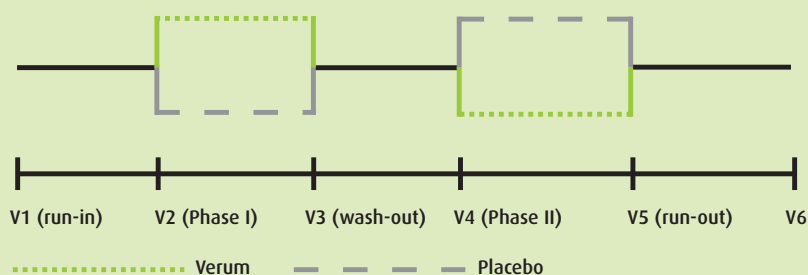 V1 (run-in) V2 (Phase I) V3 (wash-out) V4 (Phase II) V5 (run-out) V6
Verum Placebo